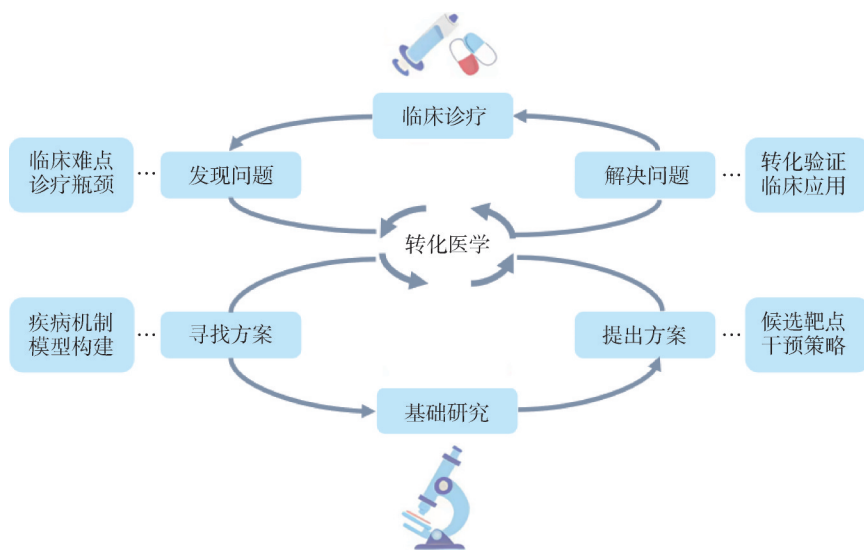 临床诊疗
临床难点
诊疗瓶颈
…
发现问题
解决问题
…
转化验证
临床应用
转化医学
疾病机制
模型构建
…
寻找方案
提出方案
…
候选靶点
干预策略
基础研究